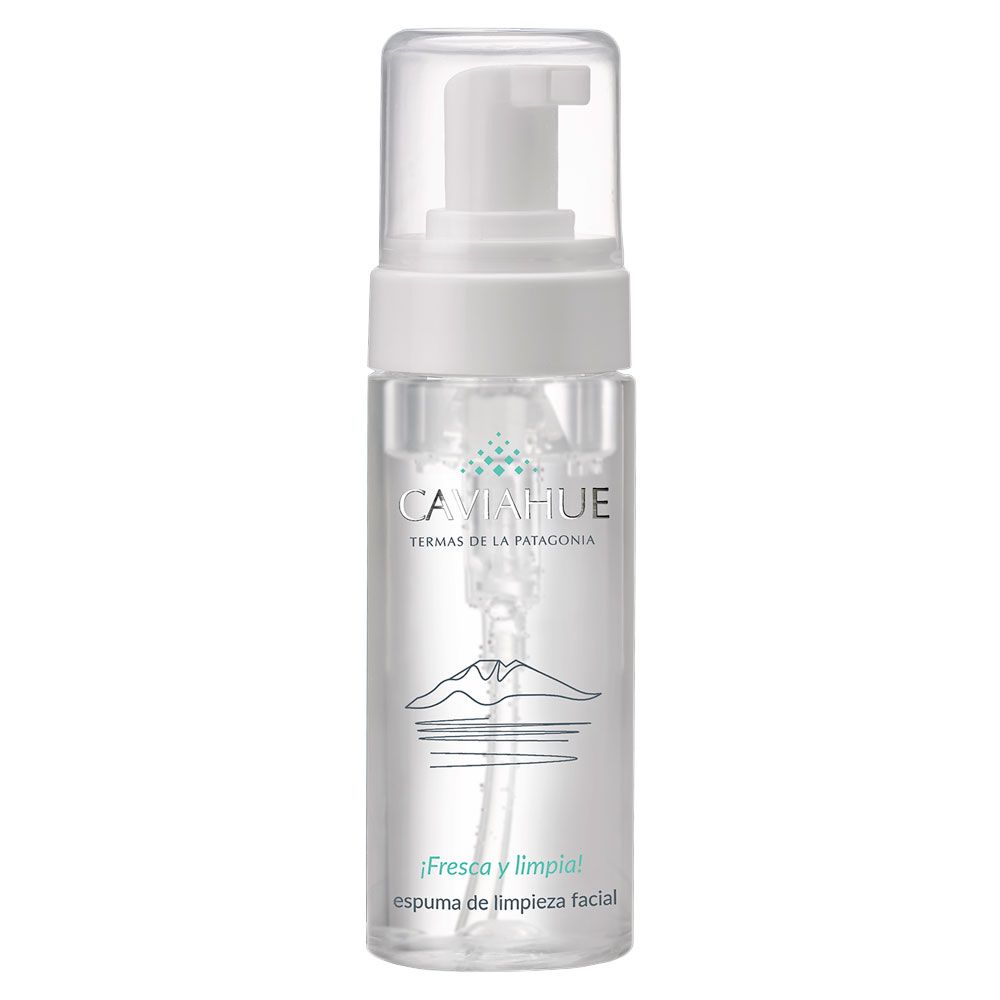 CAVIAHUE
TERMAS DE LA PATAGONIA
¡Fresca y limpia!
espuma de limpieza facial